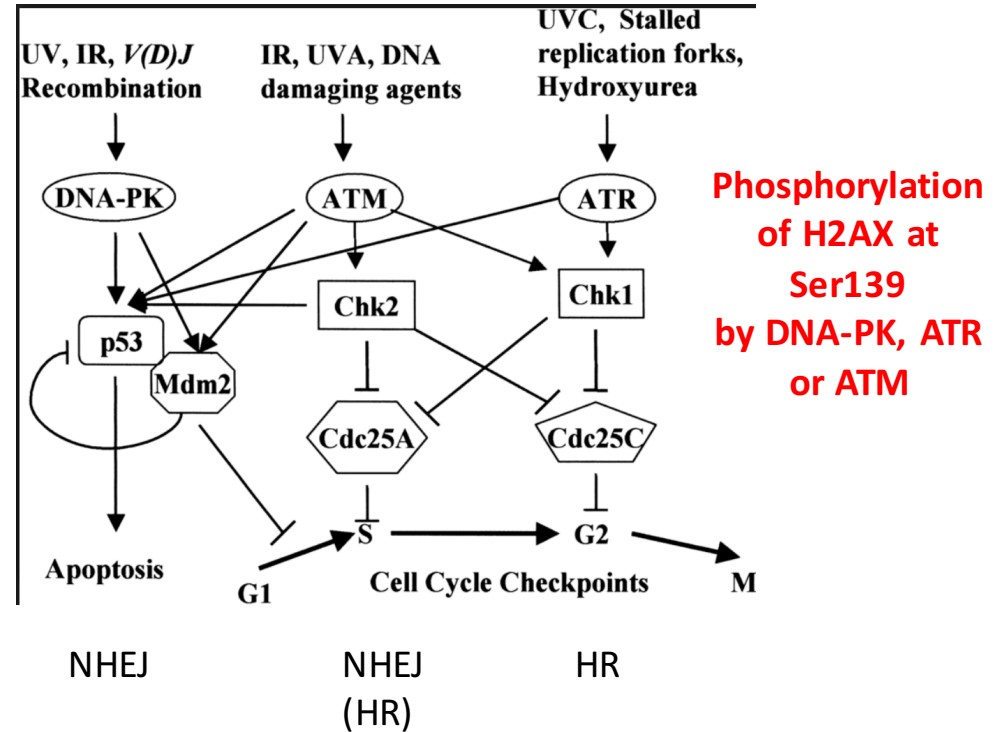 UV, IR, V(D)J
Recombination
IR, UVA, DNA
damaging agents
UVC, Stalled
replication forks,
Hydroxyurea
DNA-PK
ATM
ATR
Phosphorylation
of H2AX at
Ser139
by DNA-PK, ATR
or ATM
Chk2
Chk1
p53
Mdm2
Cdc25A
Cdc25C
Apoptosis
G1
S
G2
M
Cell Cycle Checkpoints
NHEJ
NHEJ
(HR)
HR